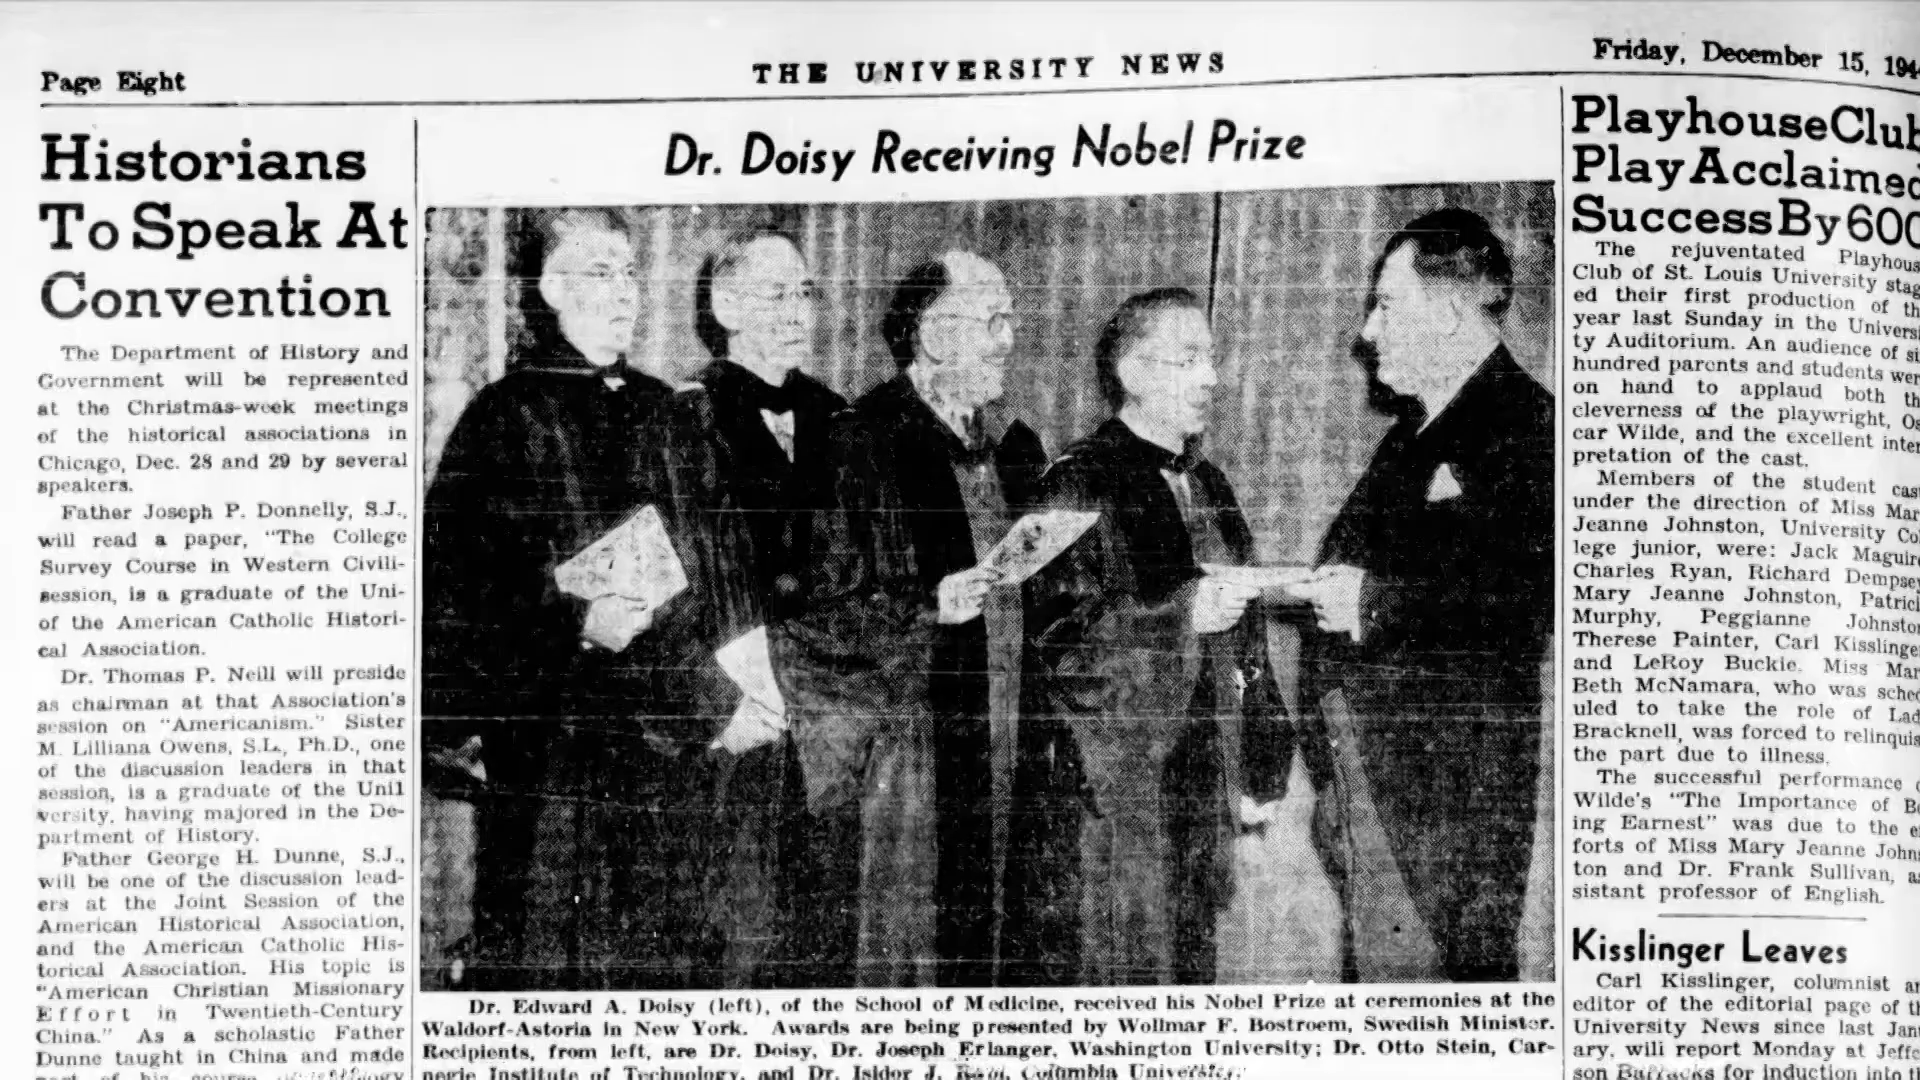 Page Eight
THE UNIVERSITY NEWS
Friday, December 15, 194
Historians
To Speak At
Convention
The Department of History and
Government will be represented
at the Christmas-week meetings
of the historical associations in
Chicago, Dec. 28 and 29 by several
speakers.
Father Joseph P. Donnelly, S.J.,
will read a paper, "The College
Survey Course in Western Civili-
session, is a graduate of the Uni-
of the American Catholic Histori-
cal Association.
Dr. Thomas P. Neill will preside
as chairman at that Association's
session on "Americanism." Sister
M. Lilliana Owens, S.L., Ph.D., one
of the discussion leaders in that
session, is a graduate of the Unil
versity, having majored in the De-
partment of History.
Father George H. Dunne, S.J.,
will be one of the discussion lead-
ers at the Joint Session of the
American Historical Association,
and the American Catholic His-
torical Association. His topic is
"American Christian Missionary
Effort in Twentieth-Century
China." As a scholastic Father
Dunne taught in China and made
Dr. Doisy Receiving Nobel Prize
Dr. Edward A. Doisy (left), of the School of Medicine, received his Nobel Prize at ceremonies at the
Waldorf-Astoria in New York. Awards are being presented by Wollmar F. Bostroem, Swedish Minister.
Recipients, from left, are Dr. Doisy, Dr. Joseph Erlanger, Washington University; Dr. Otto Stein, Car-
negie Institute of Technology, and Dr. Isidor J. Rabi, Columbia University.
Playhouse Club
Play Acclaimed
Success By 600
The rejuventated Playhous
Club of St. Louis University stag
ed their first production of th
year last Sunday in the Universi
ty Auditorium. An audience of si
hundred parents and students wer
on hand to applaud both th
cleverness of the playwright, Os
car Wilde, and the excellent inter
pretation of the cast.
Members of the student cas
under the direction of Miss Mar
Jeanne Johnston, University Co
lege junior, were: Jack Maguire
Charles Ryan, Richard Dempsey
Mary Jeanne Johnston, Patrici
Murphy, Peggianne Johnsto
Therese Painter, Carl Kisslinge
and LeRoy Buckie. Miss Mar
Beth McNamara, who was sched
uled to take the role of Lad
Bracknell, was forced to relinquis
the part due to illness.
The successful performance
Wilde's "The Importance of Be
ing Earnest" was due to the e
forts of Miss Mary Jeanne Johns
ton and Dr. Frank Sullivan, as
sistant professor of English.
Kisslinger Leaves
Carl Kisslinger, columnist an
editor of the editorial page of th
University News since last Janu
ary, will report Monday at Jeffe
son Barracks for induction into th